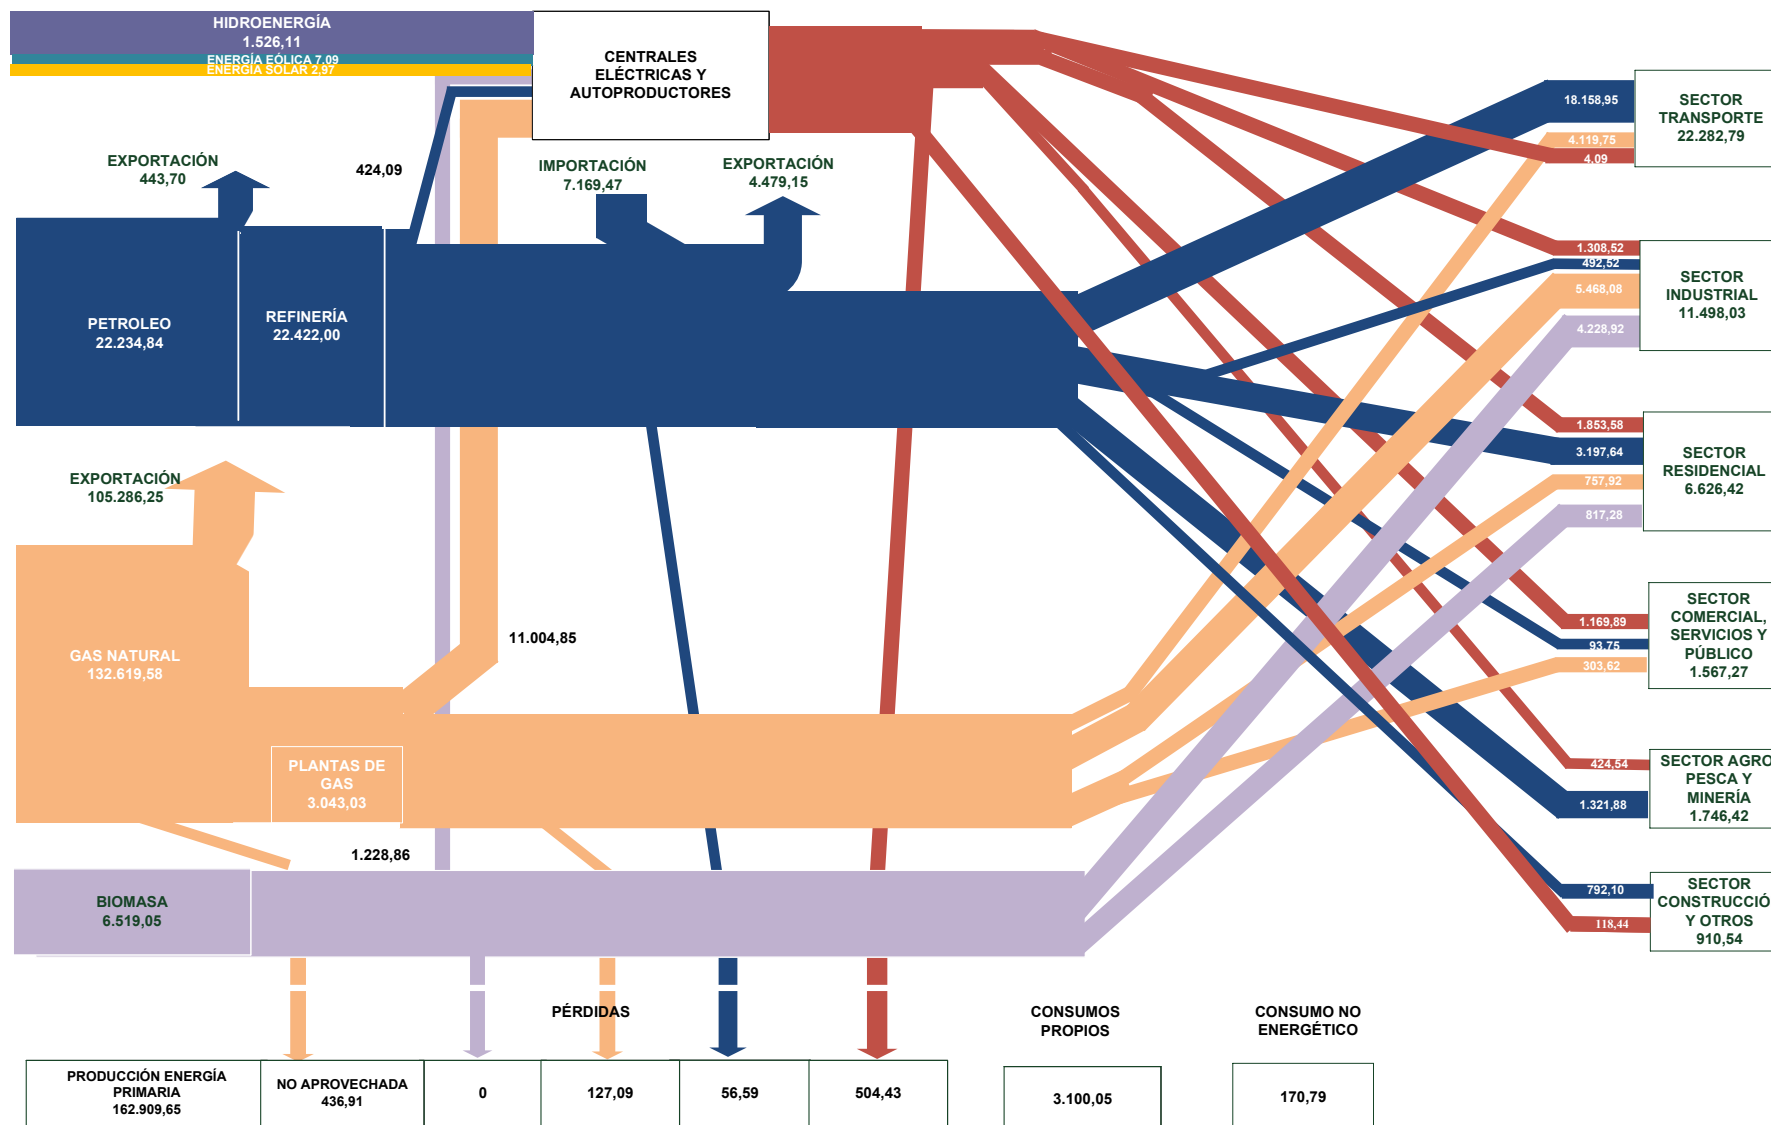 HIDROENERGÍA
1.526,11
ENERGÍA EÓLICA 7,09
ENERGÍA SOLAR 2,97
CENTRALES
ELÉCTRICAS Y
AUTOPRODUCTORES
EXPORTACIÓN
443,70
424,09
IMPORTACIÓN
7.169,47
EXPORTACIÓN
4.479,15
PETROLEO
22.234,84
REFINERÍA
22.422,00
EXPORTACIÓN
105.286,25
GAS NATURAL
132.619,58
11.004,85
PLANTAS DE
GAS
3.043,03
1.228,86
BIOMASA
6.519,05
18.158,95
4.119,75
4,09
SECTOR
TRANSPORTE
22.282,79
1.308,52
492,52
5.468,08
4.228,92
SECTOR
INDUSTRIAL
11.498,03
1.853,58
3.197,64
757,92
817,28
SECTOR
RESIDENCIAL
6.626,42
1.169,89
93,75
303,62
SECTOR
COMERCIAL,
SERVICIOS Y
PÚBLICO
1.567,27
424,54
1.321,88
SECTOR AGRO
PESCA Y
MINERÍA
1.746,42
792,10
118,44
SECTOR
CONSTRUCCIÓ
Y OTROS
910,54
PÉRDIDAS
CONSUMOS
PROPIOS
CONSUMO NO
ENERGÉTICO
PRODUCCIÓN ENERGÍA
PRIMARIA
162.909,65
NO APROVECHADA
436,91
0
127,09
56,59
504,43
3.100,05
170,79